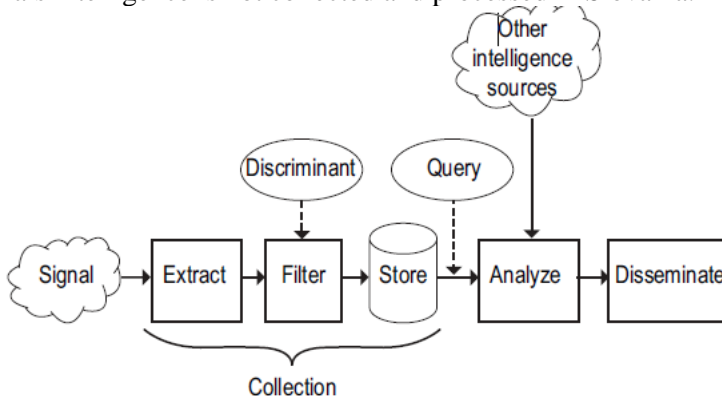 Other
intelligence
sources
Discriminant
Query
Signal
Extract
Filter
Store
Analyze
Disseminate
Collection